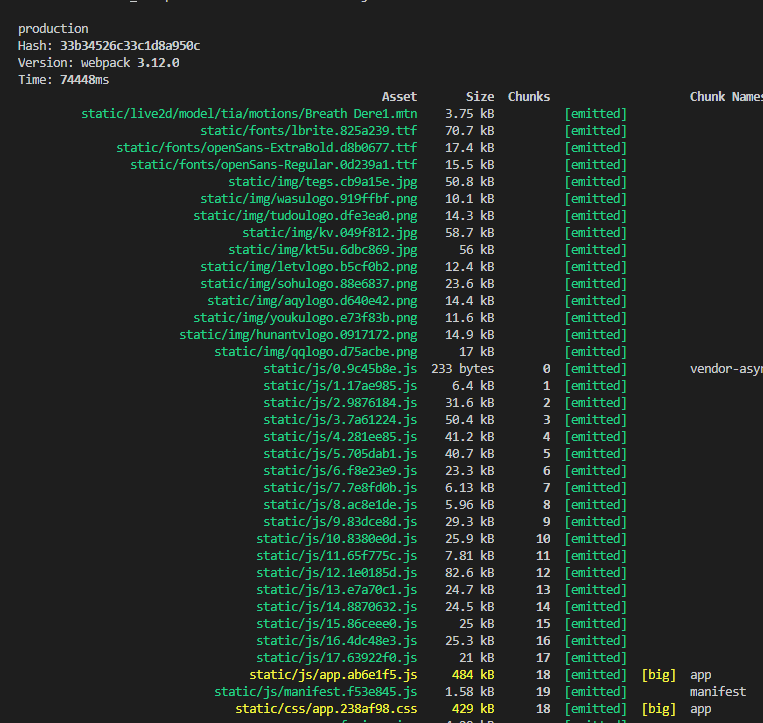 production
Hash: 33b34526c33c1d8a950c
Version: webpack 3.12.0
Time: 74448ms
Asset Size Chunks Chunk Names
static/live2d/model/tia/motions/Breath Dere1.mtn 3.75 kB [emitted]
static/fonts/lbrite.825a239.ttf 70.7 kB [emitted]
static/fonts/openSans-ExtraBold.d8b0677.ttf 17.4 kB [emitted]
static/fonts/openSans-Regular.0d239a1.ttf 15.5 kB [emitted]
static/img/tegs.cb9a15e.jpg 50.8 kB [emitted]
static/img/wasulogo.919ffbf.png 10.1 kB [emitted]
static/img/tudoulogo.dfe3ea0.png 14.3 kB [emitted]
static/img/kv.049f812.jpg 58.7 kB [emitted]
static/img/kt5u.6dbc869.jpg 56 kB [emitted]
static/img/letvlogo.b5cf0b2.png 12.4 kB [emitted]
static/img/sohulogo.88e6837.png 23.6 kB [emitted]
static/img/aqylogo.d640e42.png 14.4 kB [emitted]
static/img/youkulogo.e73f83b.png 11.6 kB [emitted]
static/img/hunantvlogo.0917172.png 14.9 kB [emitted]
static/img/qqlogo.d75acbe.png 17 kB [emitted]
static/js/0.9c45b8e.js 233 bytes 0 [emitted] vendor-asyn
static/js/1.17ae985.js 6.4 kB 1 [emitted]
static/js/2.9876184.js 31.6 kB 2 [emitted]
static/js/3.7a61224.js 50.4 kB 3 [emitted]
static/js/4.281ee85.js 41.2 kB 4 [emitted]
static/js/5.705dab1.js 40.7 kB 5 [emitted]
static/js/6.f8e23e9.js 23.3 kB 6 [emitted]
static/js/7.7e8fd0b.js 6.13 kB 7 [emitted]
static/js/8.ac8e1de.js 5.96 kB 8 [emitted]
static/js/9.83dce8d.js 29.3 kB 9 [emitted]
static/js/10.8380e0d.js 25.9 kB 10 [emitted]
static/js/11.65f775c.js 7.81 kB 11 [emitted]
static/js/12.1e0185d.js 82.6 kB 12 [emitted]
static/js/13.e7a70c1.js 24.7 kB 13 [emitted]
static/js/14.8870632.js 24.5 kB 14 [emitted]
static/js/15.86ceee0.js 25 kB 15 [emitted]
static/js/16.4dc48e3.js 25.3 kB 16 [emitted]
static/js/17.63922f0.js 21 kB 17 [emitted]
static/js/app.ab6e1f5.js 484 kB 18 [emitted] [big] app
static/js/manifest.f53e845.js 1.58 kB 19 [emitted] manifest
static/css/app.238af98.css 429 kB 18 [emitted] [big] app